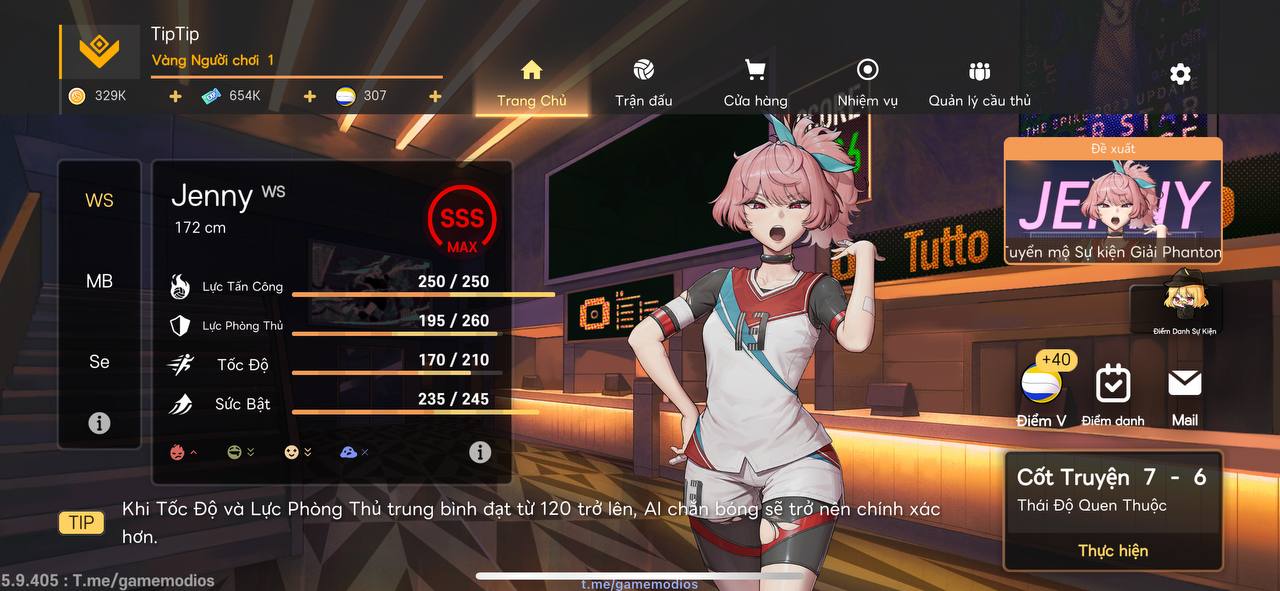 TipTip
Vàng Người chơi 1
329K
654K
307
Trang Chủ
Trận đấu
Cửa hàng
Nhiệm vụ
Quản lý cầu thủ
WS
MB
Se
Jenny WS
172 cm
SSS
MAX
Lực Tấn Công 250 / 250
Lực Phòng Thủ 195 / 260
Tốc Độ 170 / 210
Sức Bật 235 / 245
Tutto
Đề xuất
JENNY
Tuyển mộ Sự kiện Giải Phantom
Điểm Danh Sự Kiện
+40
Điểm V
Điểm danh
Mail
Cốt Truyện 7 - 6
Thái Độ Quen Thuộc
Thực hiện
TIP
Khi Tốc Độ và Lực Phòng Thủ trung bình đạt từ 120 trở lên, AI chắn bóng sẽ trở nên chính xác
hơn.
5.9.405 : T.me/gamemodios
t.me/gamemodios